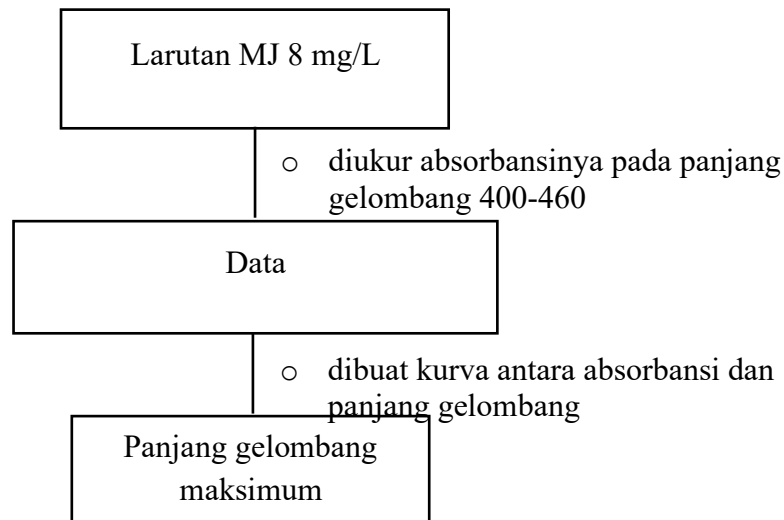 Larutan MJ 8 mg/L
○ diukur absorbansinya pada panjang
gelombang 400-460
Data
○ dibuat kurva antara absorbansi dan
panjang gelombang
Panjang gelombang
maksimum